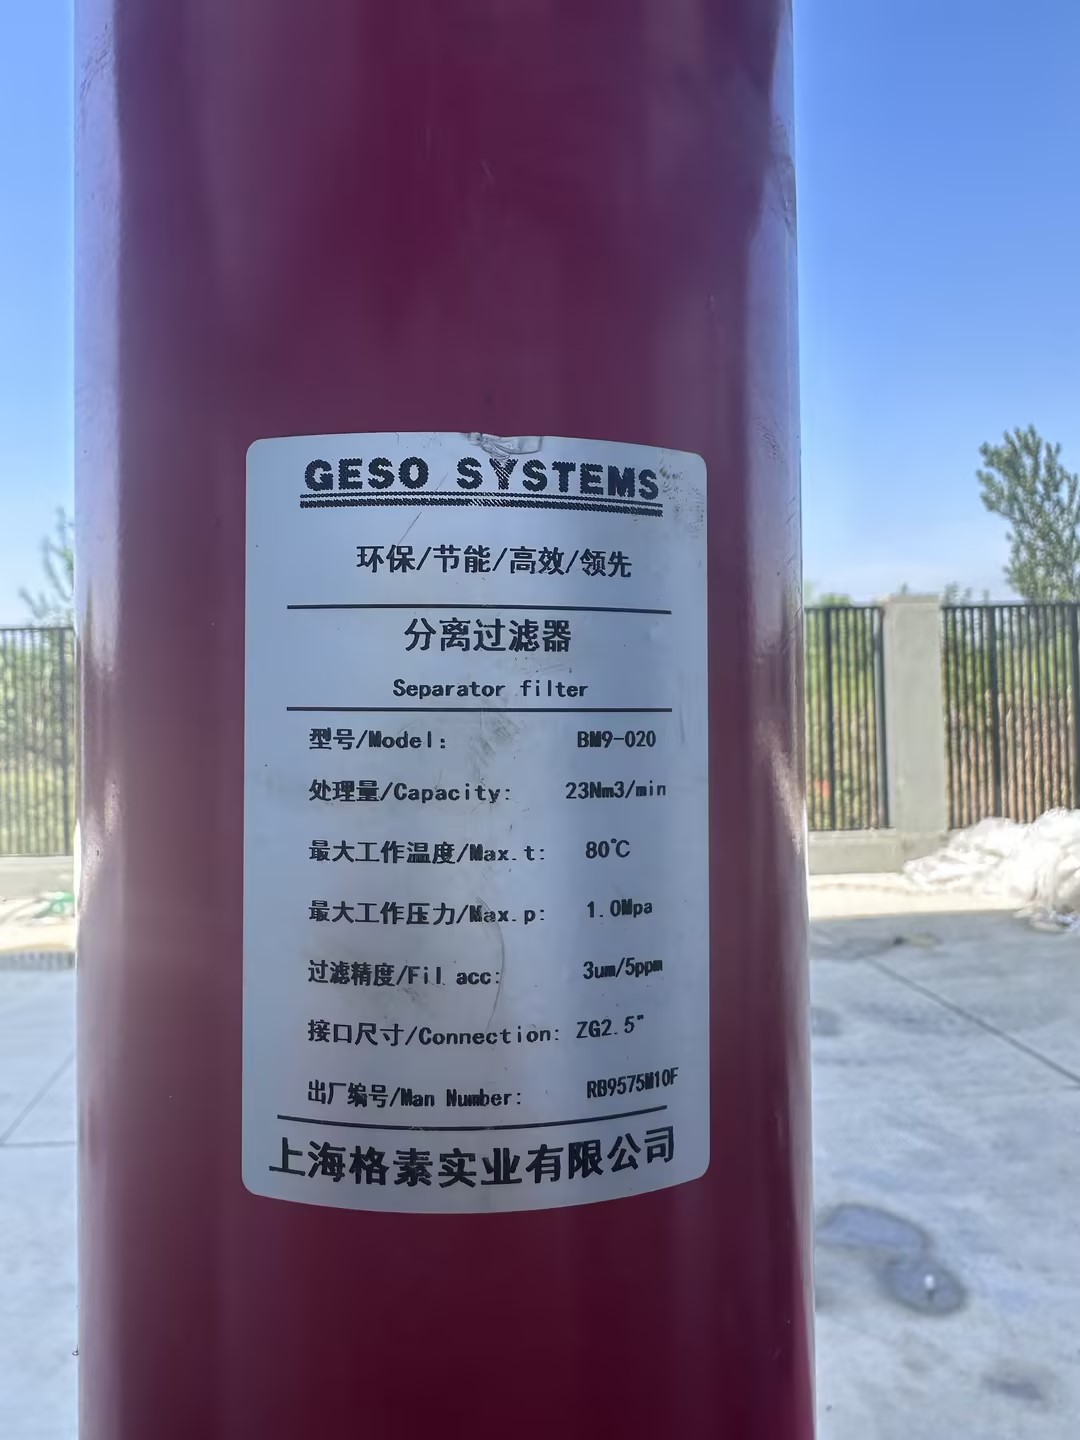 GESO SYSTEMS
环保/节能/高效/领先
分离过滤器
Separator filter
型号/Model: BM9-020
处理量/Capacity: 23Nm3/min
最大工作温度/Max.t: 80℃
最大工作压力/Max.p: 1.0Mpa
过滤精度/Fil acc: 3um/5ppm
接口尺寸/Connection: ZG2.5"
出厂编号/Man Number: RB9575M10F
上海格素实业有限公司